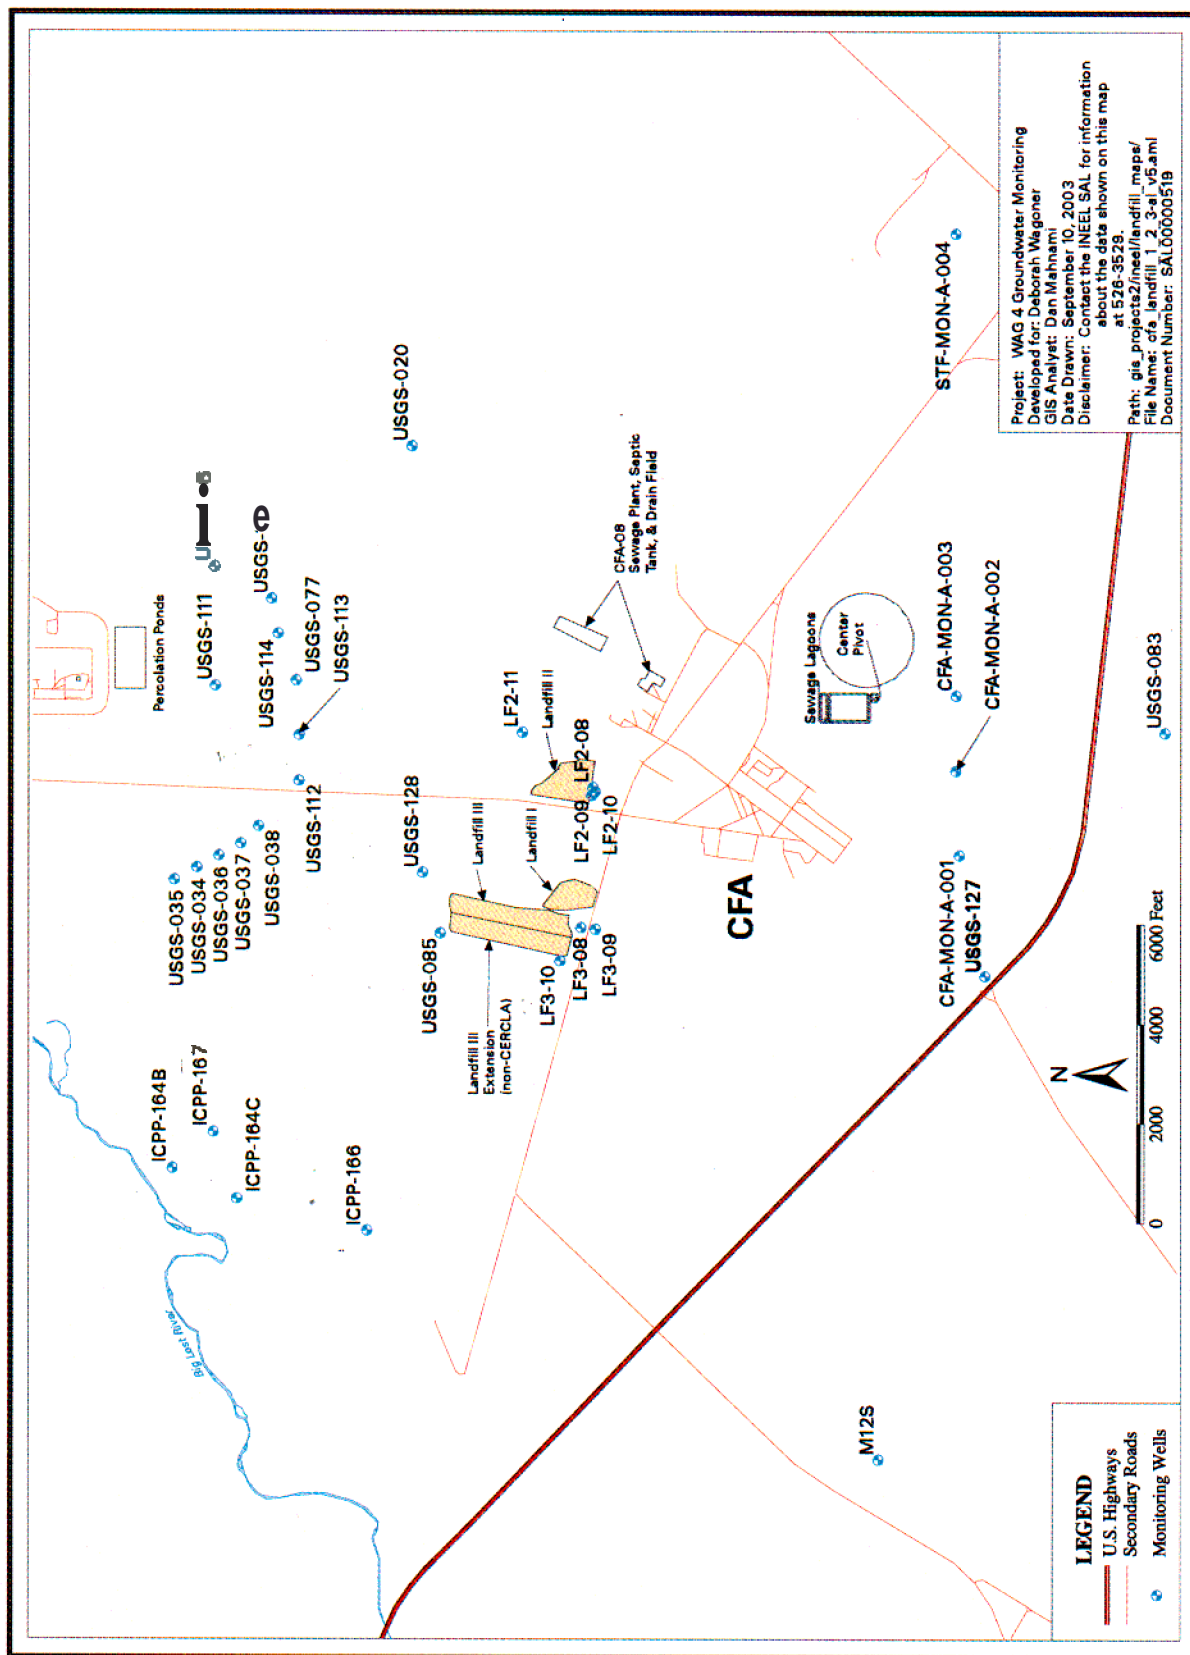 Big Lost River
ICPP-164B
ICPP-167
ICPP-164C
ICPP-166
USGS-035
USGS-034
USGS-036
USGS-037
USGS-038
USGS-112
USGS-113
USGS-077
USGS-114
USGS-111
USGS-
Percolation Ponds
USGS-020
USGS-128
USGS-085
Landfill III
Landfill I
Landfill III
Extension
(non-CERCLA)
LF3-10
LF3-08
LF3-09
LF2-11
Landfill II
LF2-08
LF2-09
LF2-10
CFA-08
Sewage Plant, Septic
Tank, & Drain Field
CFA
Sewage Lagoons
Center
Pivot
STF-MON-A-004
CFA-MON-A-003
CFA-MON-A-002
CFA-MON-A-001
USGS-127
USGS-083
M12S
N
0
2000
4000
6000 Feet
LEGEND
U.S. Highways
Secondary Roads
Monitoring Wells
Project: WAG 4 Groundwater Monitoring
Developed for: Deborah Wagoner
GIS Analyst: Dan Mahnami
Date Drawn: September 10, 2003
Disclaimer: Contact the INEEL SAL for information
about the data shown on this map
at 526-3529.
Path: gis_projects2/ineel/landfill_maps/
File Name: cfa_landfill_1_2_3-al_v5.aml
Document Number: SAL00000519